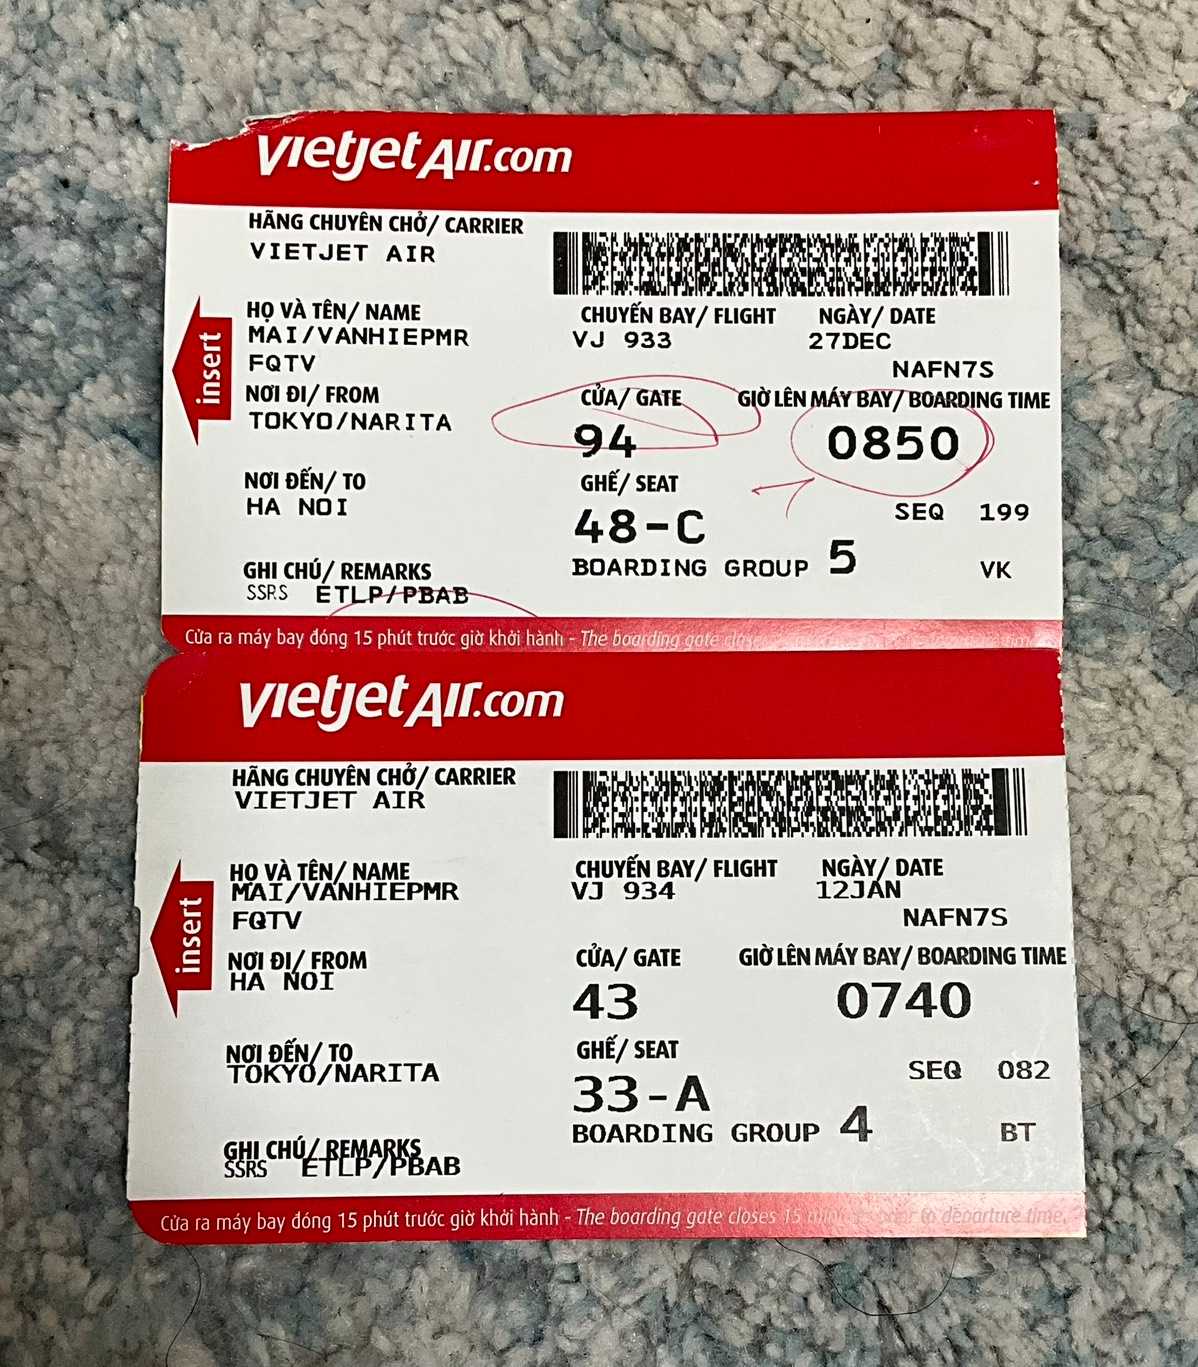 vietjetAir.com
HÃNG CHUYÊN CHỞ/ CARRIER
VIETJET AIR
HỌ VÀ TÊN/ NAME
MAI/VANHIEPMR
FQTV
CHUYẾN BAY/ FLIGHT NGÀY/ DATE
VJ 933 27DEC
NAFN7S
insert
NƠI ĐI/ FROM
TOKYO/NARITA
CỬA/ GATE GIỜ LÊN MÁY BAY/ BOARDING TIME
94 0850
NƠI ĐẾN/ TO
HA NOI
GHẾ/ SEAT
48-C
SEQ 199
BOARDING GROUP 5
VK
GHI CHÚ/ REMARKS
SSRS ETLP/PBAB
Cửa ra máy bay đóng 15 phút trước giờ khởi hành - The boarding gate closes
vietjetAir.com
HÃNG CHUYÊN CHỞ/ CARRIER
VIETJET AIR
HỌ VÀ TÊN/ NAME
MAI/VANHIEPMR
FQTV
CHUYẾN BAY/ FLIGHT NGÀY/ DATE
VJ 934 12JAN
NAFN7S
insert
NƠI ĐI/ FROM
HA NOI
CỬA/ GATE GIỜ LÊN MÁY BAY/ BOARDING TIME
43 0740
NƠI ĐẾN/ TO
TOKYO/NARITA
GHẾ/ SEAT
33-A
SEQ 082
BOARDING GROUP 4
BT
GHI CHÚ/ REMARKS
SSRS ETLP/PBAB
Cửa ra máy bay đóng 15 phút trước giờ khởi hành - The boarding gate closes 15 minutes prior to departure time.